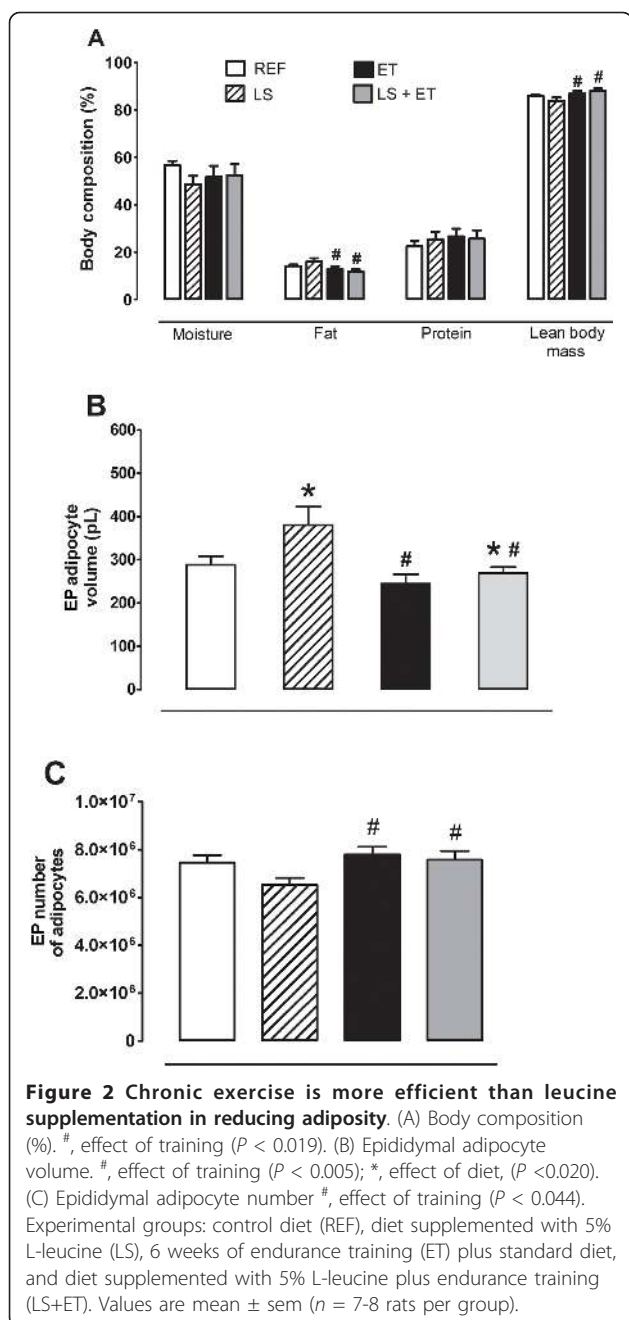 A
REF
ET
LS
LS + ET
Body composition (%)
100
80
60
40
20
0
# #
# #
Moisture
Fat
Protein
Lean body
mass
B
EP adipocyte
volume (pL)
600
500
400
300
200
100
0
*
#
* #
C
EP number
of adipocytes
1.0×10⁷
8.0×10⁶
6.0×10⁶
4.0×10⁶
2.0×10⁶
0
#
#
Figure 2 Chronic exercise is more efficient than leucine
supplementation in reducing adiposity. (A) Body composition
(%). #, effect of training (P < 0.019). (B) Epididymal adipocyte
volume. #, effect of training (P < 0.005); *, effect of diet, (P <0.020).
(C) Epididymal adipocyte number #, effect of training (P < 0.044).
Experimental groups: control diet (REF), diet supplemented with 5%
L-leucine (LS), 6 weeks of endurance training (ET) plus standard diet,
and diet supplemented with 5% L-leucine plus endurance training
(LS+ET). Values are mean ± sem (n = 7-8 rats per group).